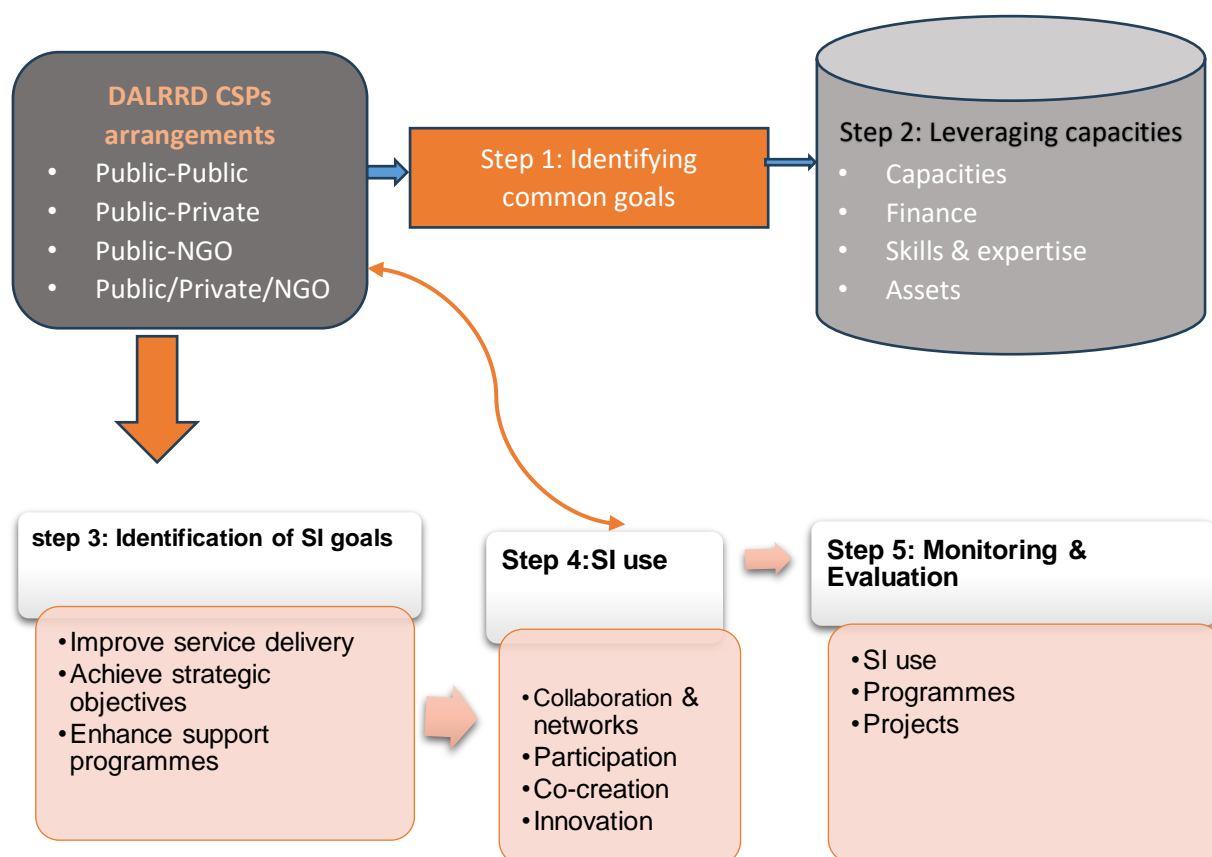 DALRRD CSPs
arrangements
• Public-Public
• Public-Private
• Public-NGO
• Public/Private/NGO
Step 1: Identifying
common goals
Step 2: Leveraging capacities
• Capacities
• Finance
• Skills & expertise
• Assets
step 3: Identification of SI goals
•Improve service delivery
•Achieve strategic
objectives
•Enhance support
programmes
Step 4:SI use
•Collaboration &
networks
•Participation
•Co-creation
•Innovation
Step 5: Monitoring &
Evaluation
•SI use
•Programmes
•Projects